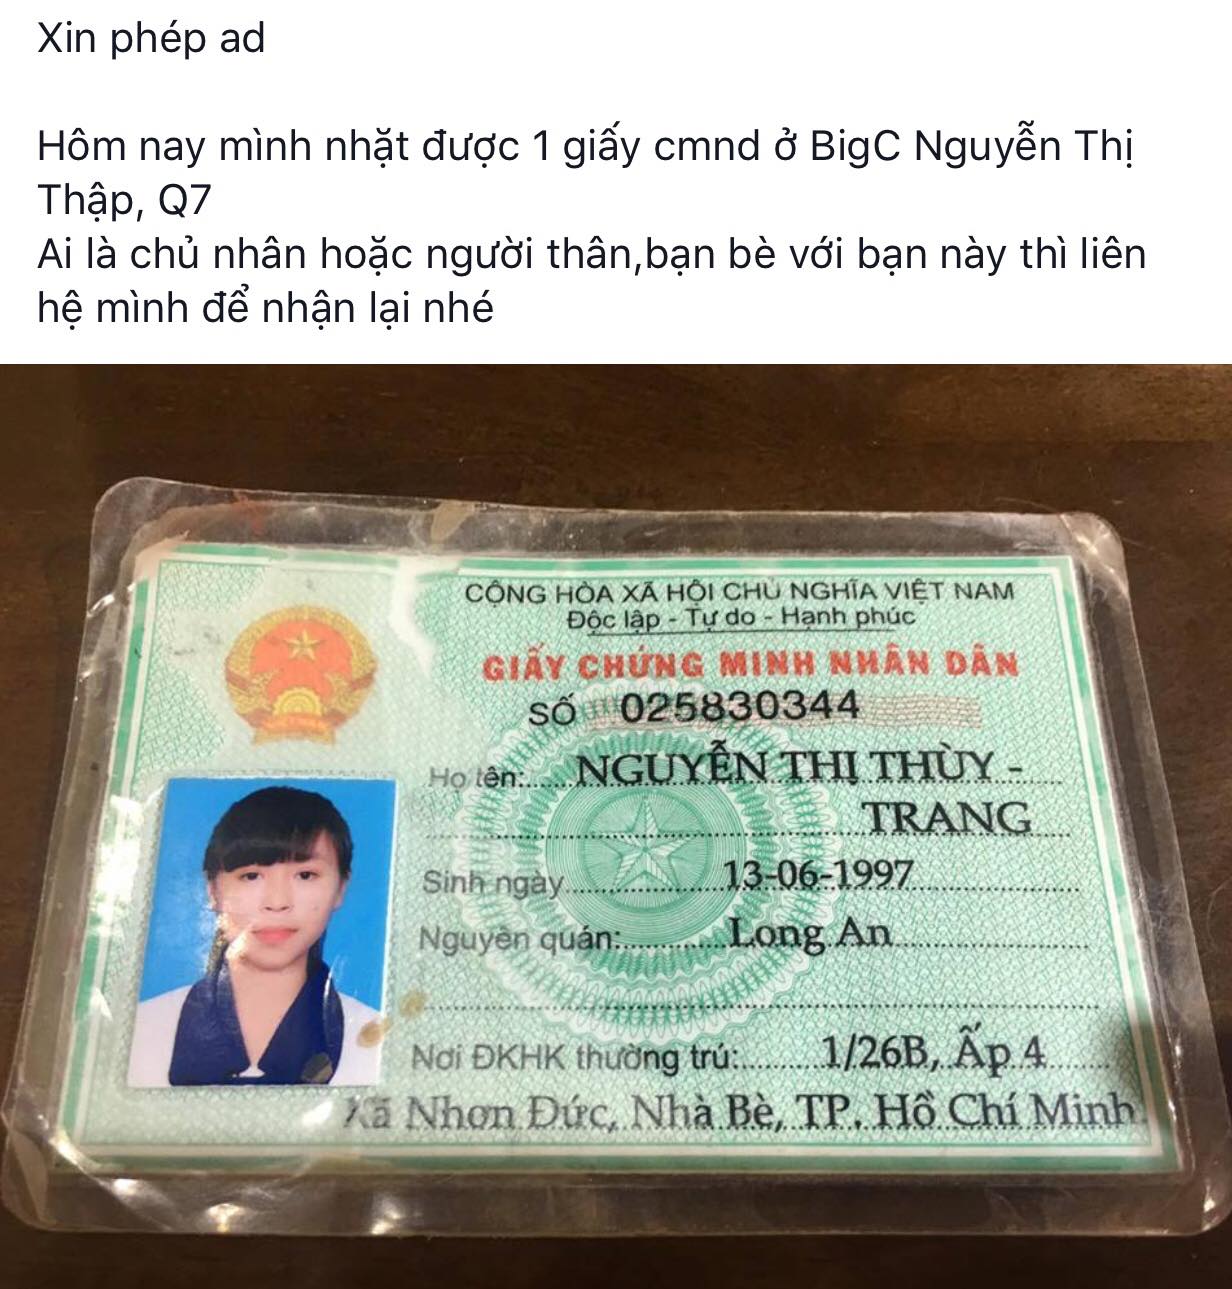 Xin phép ad
Hôm nay mình nhặt được 1 giấy cmnd ở BigC Nguyễn Thị
Thập, Q7
Ai là chủ nhân hoặc người thân,bạn bè với bạn này thì liên
hệ mình để nhận lại nhé
CỘNG HÒA XÃ HỘI CHỦ NGHĨA VIỆT NAM
Độc lập - Tự do - Hạnh phúc
GIẤY CHỨNG MINH NHÂN DÂN
SỐ 025830344
Họ tên: NGUYỄN THỊ THÙY -
TRANG
Sinh ngày 13-06-1997
Nguyên quán: Long An
Nơi ĐKHK thường trú: 1/26B, Ấp 4
Xã Nhơn Đức, Nhà Bè, TP. Hồ Chí Minh